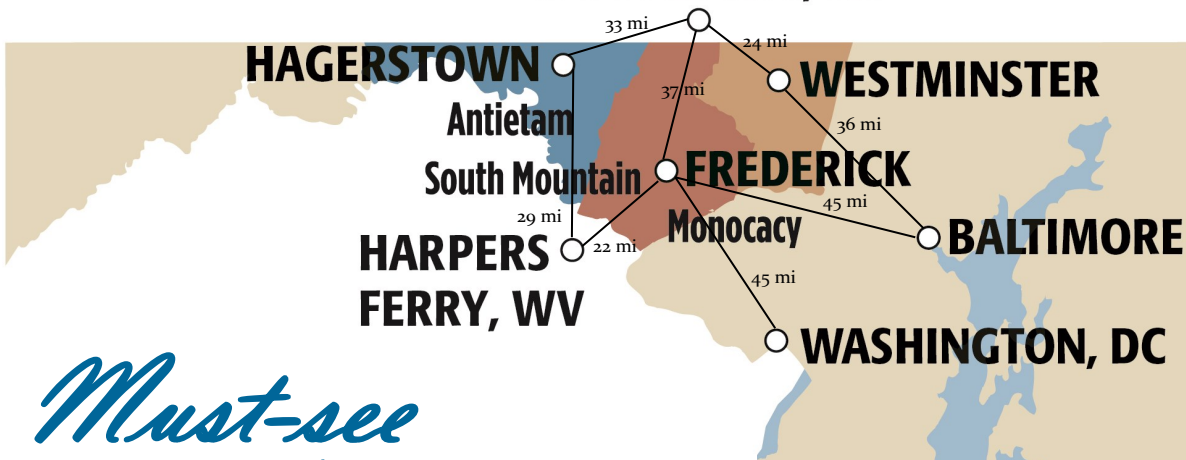 33 mi
24 mi
HAGERSTOWN
WESTMINSTER
37 mi
Antietam
36 mi
South Mountain
FREDERICK
45 mi
29 mi
Monocacy
22 mi
HARPERS
FERRY, WV
BALTIMORE
45 mi
WASHINGTON, DC
Must-see